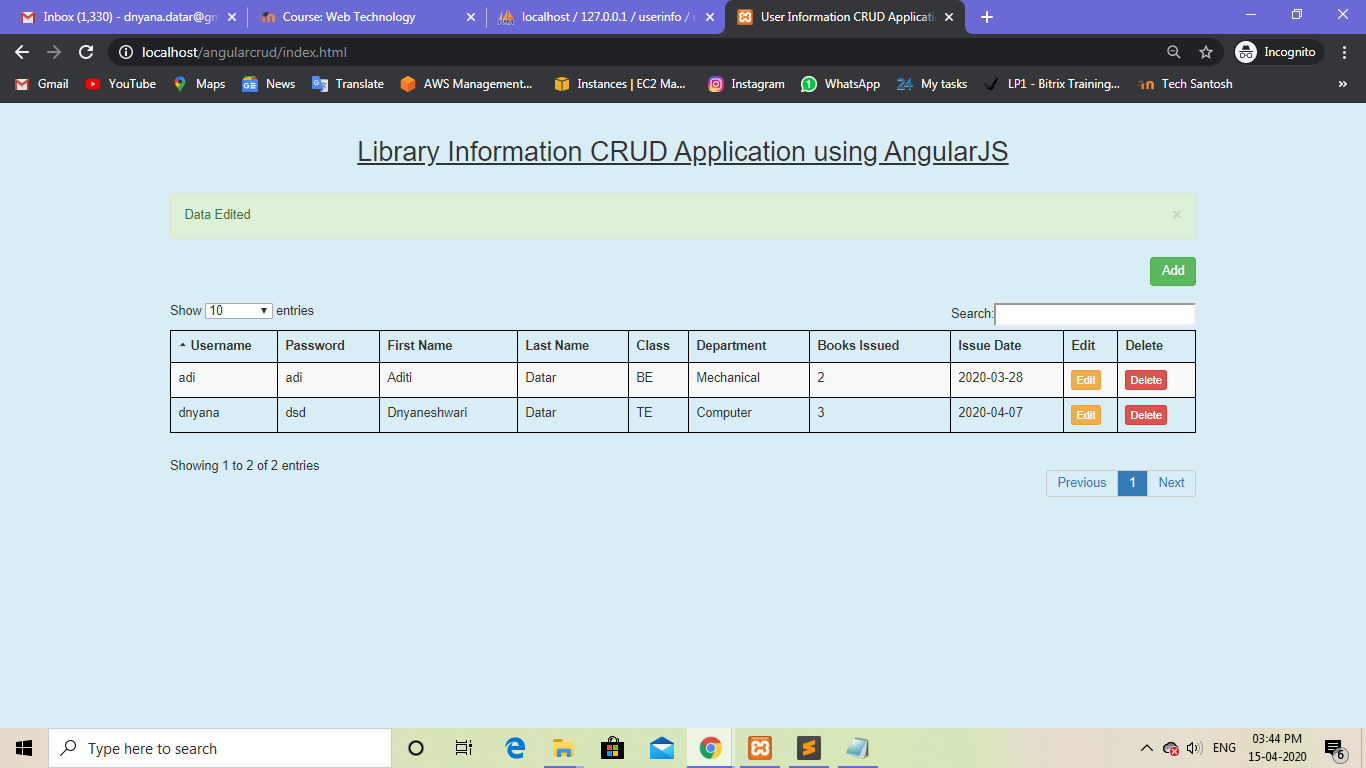 Inbox (1,330) - dnyana.datar@gm
Course: Web Technology
localhost / 127.0.0.1 / userinfo / u
User Information CRUD Applicati
localhost/angularcrud/index.html
Incognito
Gmail YouTube Maps News Translate AWS Management... Instances | EC2 Ma... Instagram WhatsApp 24 My tasks LP1 - Bitrix Training... Tech Santosh »
Library Information CRUD Application using AngularJS
Data Edited ×
Add
Show 10 entries Search:
Username Password First Name Last Name Class Department Books Issued Issue Date Edit Delete
adi adi Aditi Datar BE Mechanical 2 2020-03-28 Edit Delete
dnyana dsd Dnyaneshwari Datar TE Computer 3 2020-04-07 Edit Delete
Showing 1 to 2 of 2 entries
Previous 1 Next
Type here to search
ENG
03:44 PM
15-04-2020
6